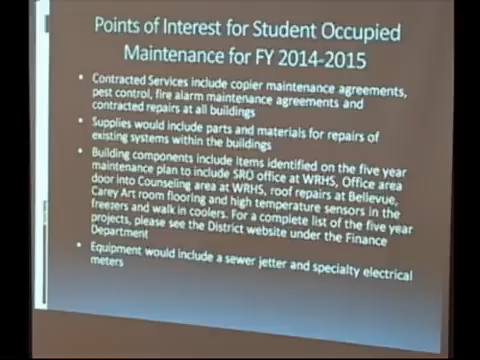 Points of Interest for Student Occupied
Maintenance for FY 2014-2015
• Contracted Services include copier maintenance agreements,
pest control, fire alarm maintenance agreements and
contracted repairs at all buildings
• Supplies would include parts and materials for repairs of
existing systems within the buildings
• Building components include items identified on the five year
maintenance plan to include SRO office at WRHS, Office area
door into Counseling area at WRHS, roof repairs at Bellevue,
Carey Art room flooring and high temperature sensors in the
freezers and walk in coolers. For a complete list of the five year
projects, please see the District website under the Finance
Department
• Equipment would include a sewer jetter and specialty electrical
meters